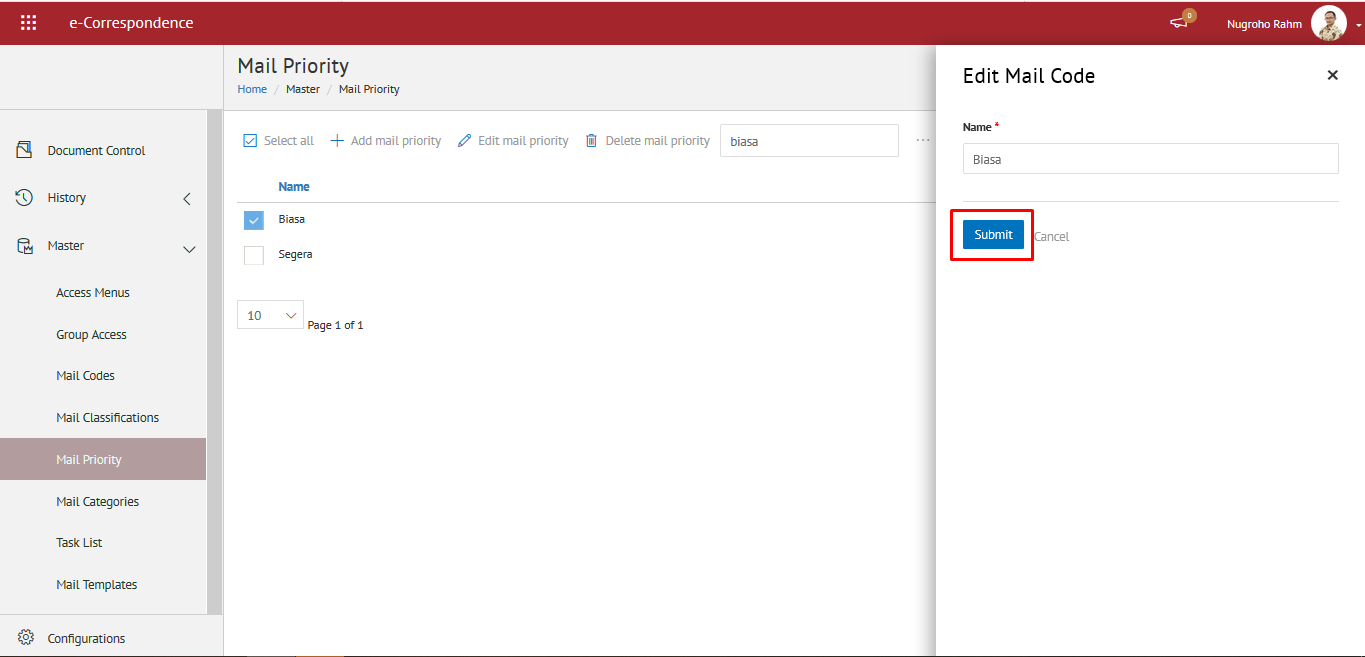 e-Correspondence
0
Nugroho Rahm
Mail Priority
Home / Master / Mail Priority
Document Control
History
Master
Access Menus
Group Access
Mail Codes
Mail Classifications
Mail Priority
Mail Categories
Task List
Mail Templates
Configurations
Select all
Add mail priority
Edit mail priority
Delete mail priority
biasa
...
Name
Biasa
Segera
10
Page 1 of 1
Edit Mail Code
Name *
Biasa
Submit
Cancel